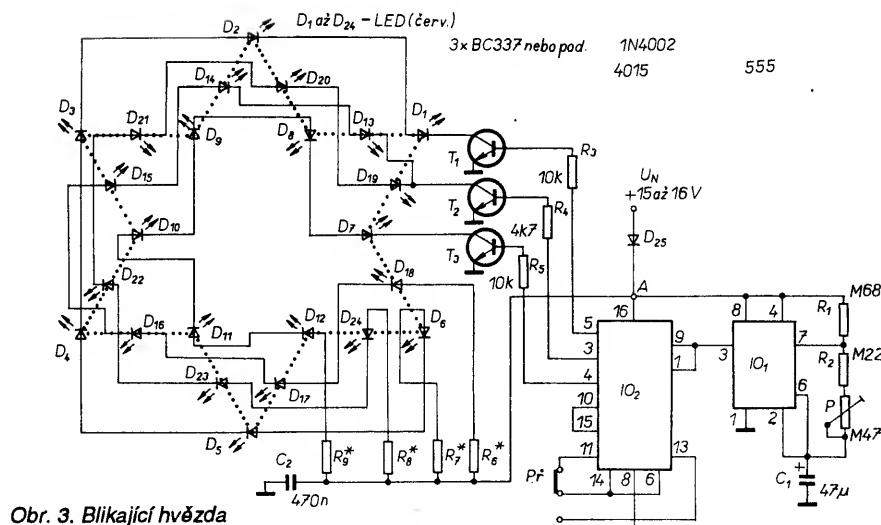 D1 až D24 – LED (červ.)
3x BC337 nebo pod.
1N4002
4015
555
D2
D14
D20
D3
D21
D9
D8
D13
D1
T1
R3
10k
D15
D19
T2
R4
4k7
UN
+15 až 16 V
D25
D10
D7
T3
R5
10k
A
D22
D18
D16
D11
D12
D24
D6
D4
D23
D17
D5
16
5
3
4
10
15
11
14
8
6
13
9
1
IO2
8
4
3
7
6
2
1
IO1
M68
R1
R2
M22
P
M47
C1
+
47µ
Př.
R9*
R8*
R7*
R6*
C2
470n
Obr. 3. Blikající hvězda